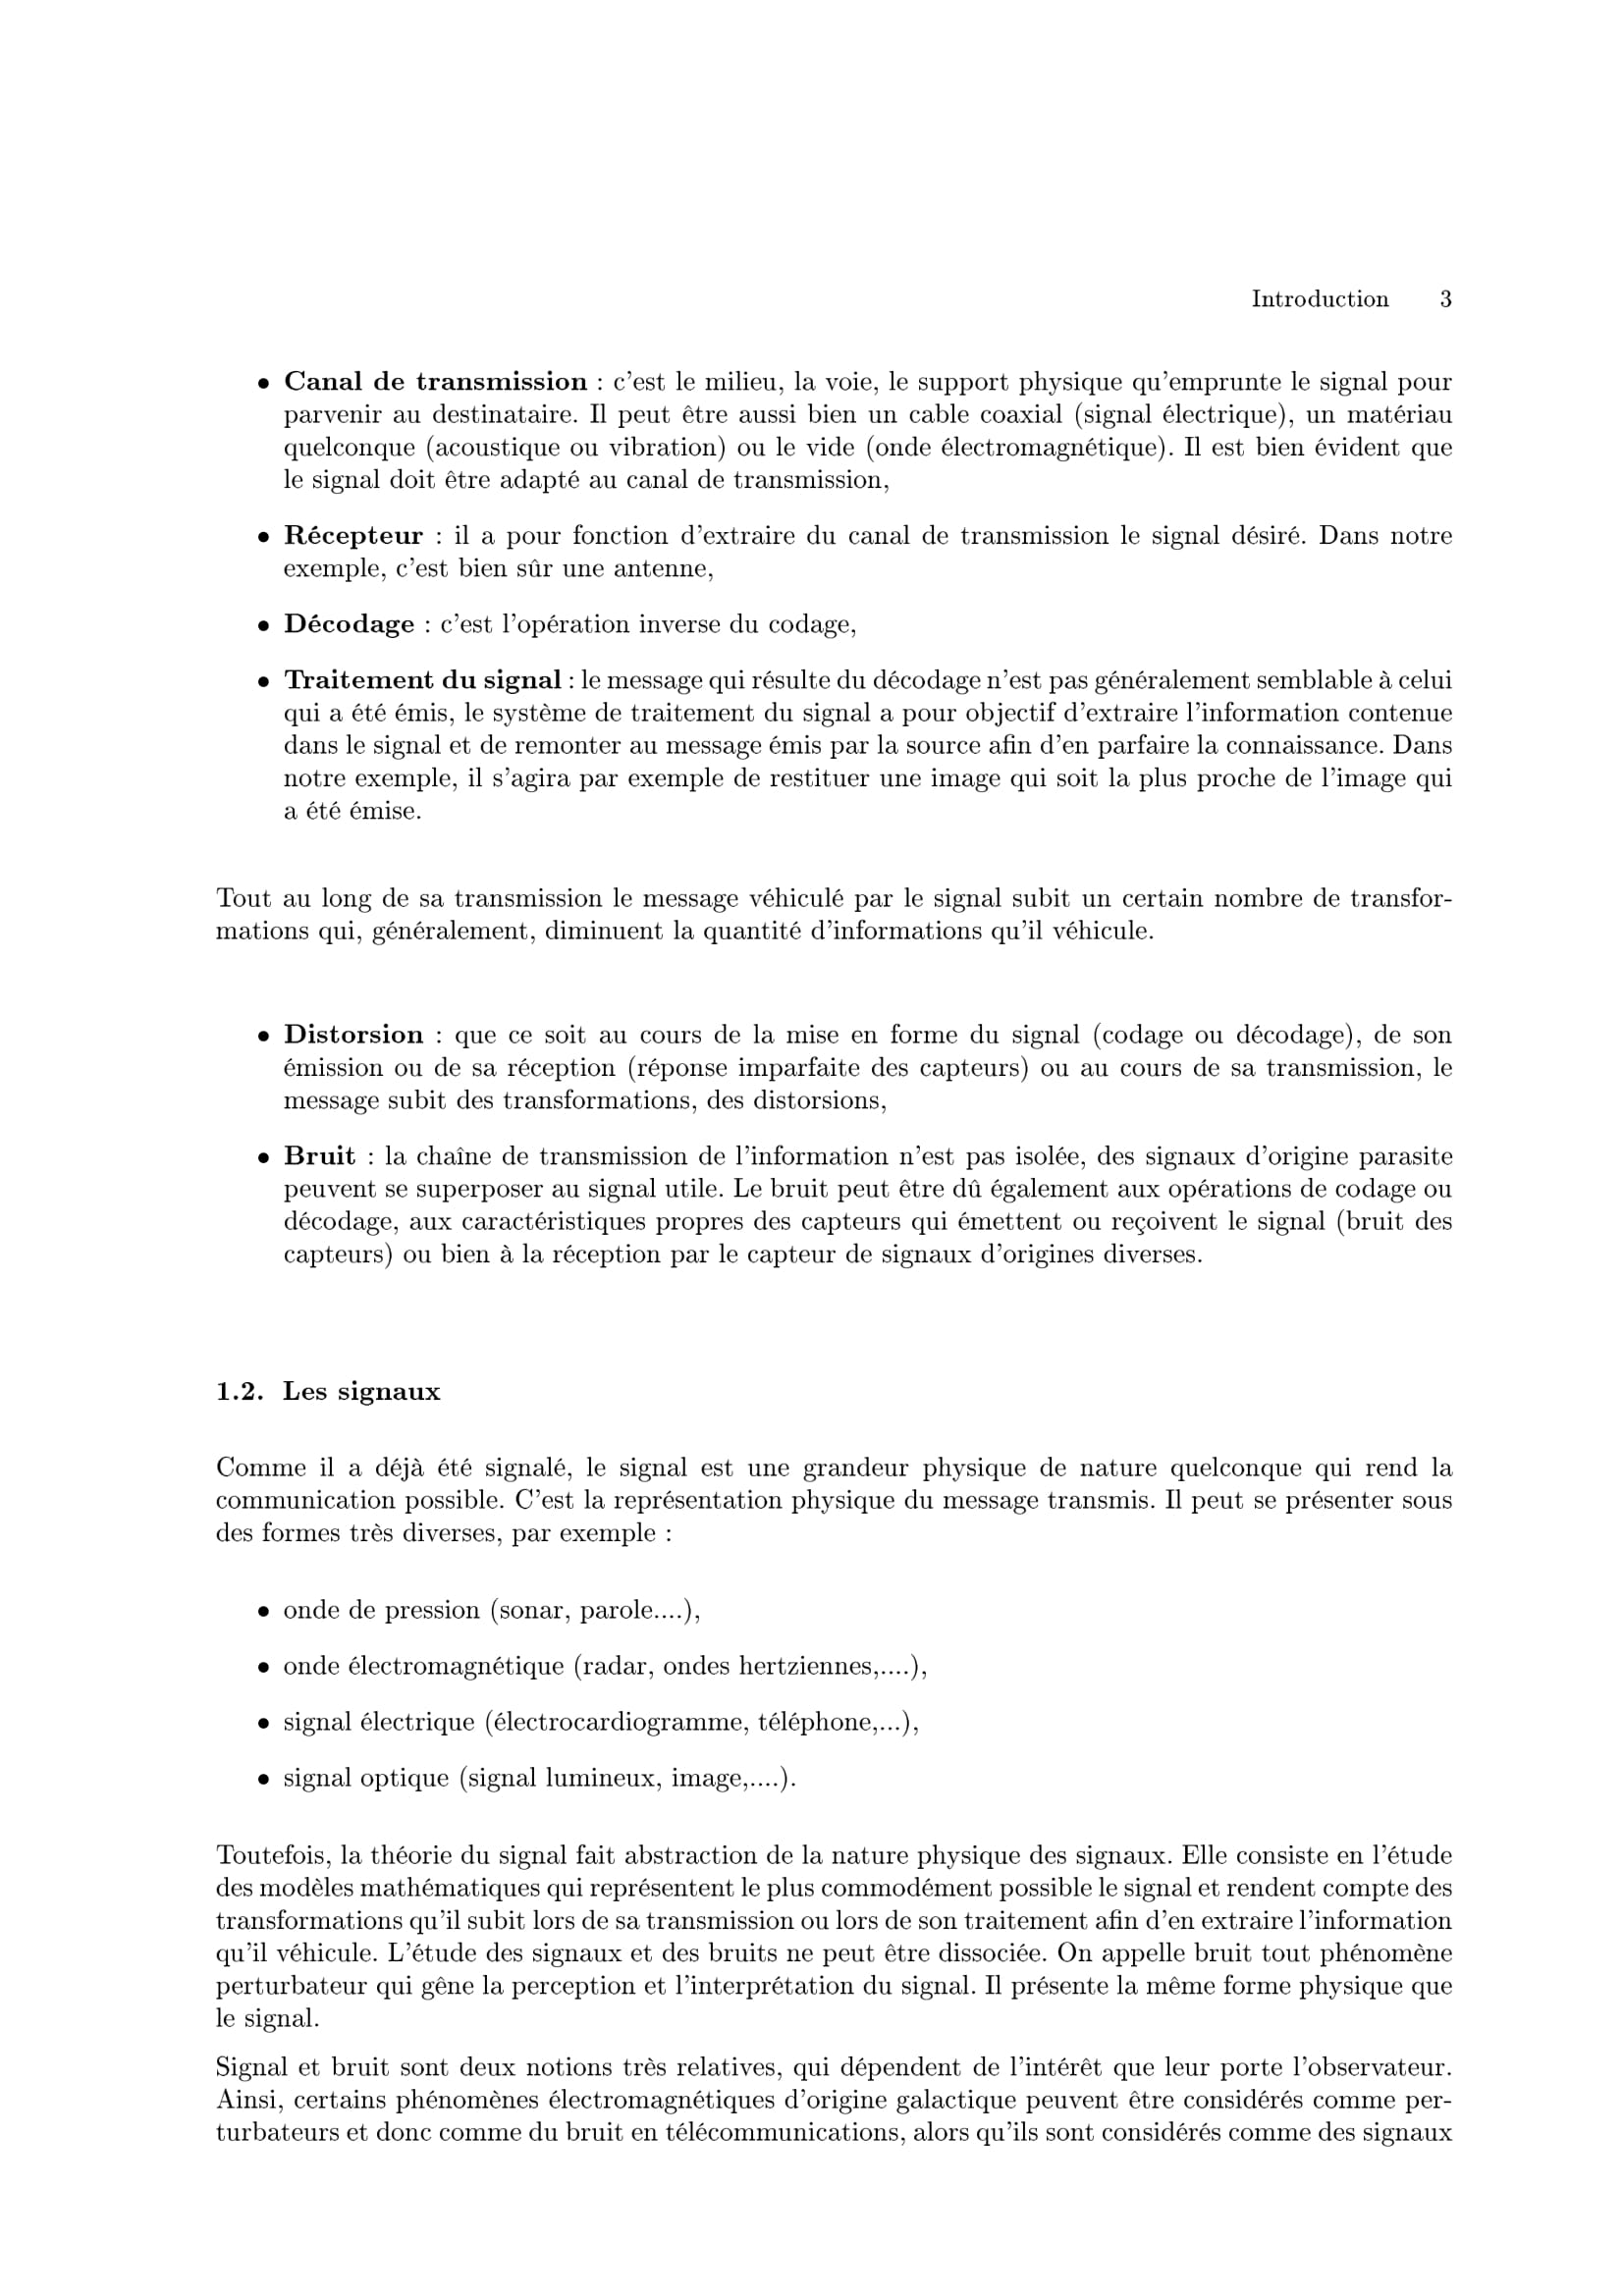 Introduction 3
• Canal de transmission : c'est le milieu, la voie, le support physique qu'emprunte le signal pour
parvenir au destinataire. Il peut être aussi bien un cable coaxial (signal électrique), un matériau
quelconque (acoustique ou vibration) ou le vide (onde électromagnétique). Il est bien évident que
le signal doit être adapté au canal de transmission,
• Récepteur : il a pour fonction d'extraire du canal de transmission le signal désiré. Dans notre
exemple, c'est bien sûr une antenne,
• Décodage : c'est l'opération inverse du codage,
• Traitement du signal : le message qui résulte du décodage n'est pas généralement semblable à celui
qui a été émis, le système de traitement du signal a pour objectif d'extraire l'information contenue
dans le signal et de remonter au message émis par la source afin d'en parfaire la connaissance. Dans
notre exemple, il s'agira par exemple de restituer une image qui soit la plus proche de l'image qui
a été émise.
Tout au long de sa transmission le message véhiculé par le signal subit un certain nombre de transfor-
mations qui, généralement, diminuent la quantité d'informations qu'il véhicule.
• Distorsion : que ce soit au cours de la mise en forme du signal (codage ou décodage), de son
émission ou de sa réception (réponse imparfaite des capteurs) ou au cours de sa transmission, le
message subit des transformations, des distorsions,
• Bruit : la chaîne de transmission de l'information n'est pas isolée, des signaux d'origine parasite
peuvent se superposer au signal utile. Le bruit peut être dû également aux opérations de codage ou
décodage, aux caractéristiques propres des capteurs qui émettent ou reçoivent le signal (bruit des
capteurs) ou bien à la réception par le capteur de signaux d'origines diverses.
1.2. Les signaux
Comme il a déjà été signalé, le signal est une grandeur physique de nature quelconque qui rend la
communication possible. C'est la représentation physique du message transmis. Il peut se présenter sous
des formes très diverses, par exemple :
• onde de pression (sonar, parole....),
• onde électromagnétique (radar, ondes hertziennes,....),
• signal électrique (électrocardiogramme, téléphone,...),
• signal optique (signal lumineux, image,....).
Toutefois, la théorie du signal fait abstraction de la nature physique des signaux. Elle consiste en l'étude
des modèles mathématiques qui représentent le plus commodément possible le signal et rendent compte des
transformations qu'il subit lors de sa transmission ou lors de son traitement afin d'en extraire l'information
qu'il véhicule. L'étude des signaux et des bruits ne peut être dissociée. On appelle bruit tout phénomène
perturbateur qui gêne la perception et l'interprétation du signal. Il présente la même forme physique que
le signal.
Signal et bruit sont deux notions très relatives, qui dépendent de l'intérêt que leur porte l'observateur.
Ainsi, certains phénomènes électromagnétiques d'origine galactique peuvent être considérés comme per-
turbateurs et donc comme du bruit en télécommunications, alors qu'ils sont considérés comme des signaux